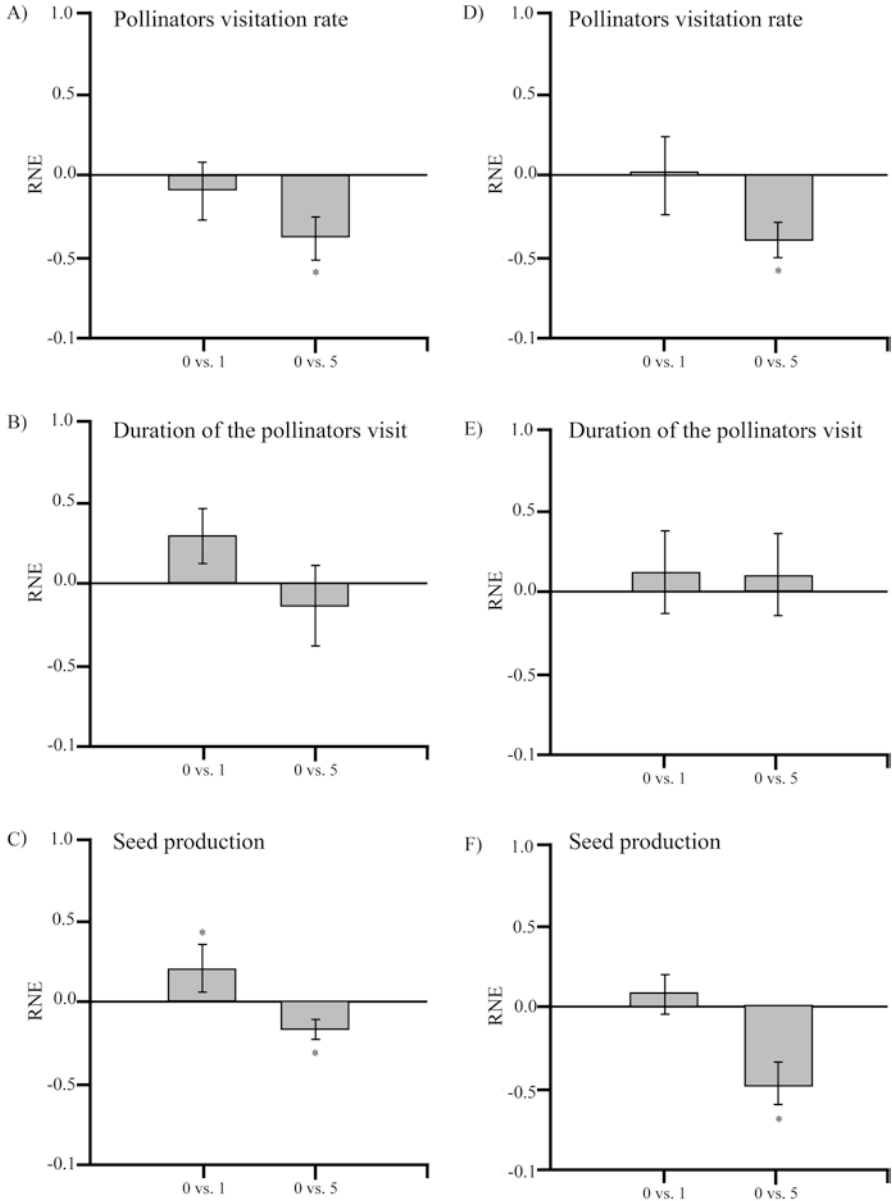 A)
Pollinators visitation rate
1.0
0.5
0.0
-0.5
-0.1
RNE
*
0 vs. 1
0 vs. 5
D)
Pollinators visitation rate
1.0
0.5
0.0
-0.5
-0.1
RNE
*
0 vs. 1
0 vs. 5
B)
Duration of the pollinators visit
1.0
0.5
0.0
-0.5
-0.1
RNE
0 vs. 1
0 vs. 5
E)
Duration of the pollinators visit
1.0
0.5
0.0
-0.5
-0.1
RNE
0 vs. 1
0 vs. 5
C)
Seed production
1.0
0.5
0.0
-0.5
-0.1
RNE
*
*
0 vs. 1
0 vs. 5
F)
Seed production
1.0
0.5
0.0
-0.5
-0.1
RNE
*
0 vs. 1
0 vs. 5